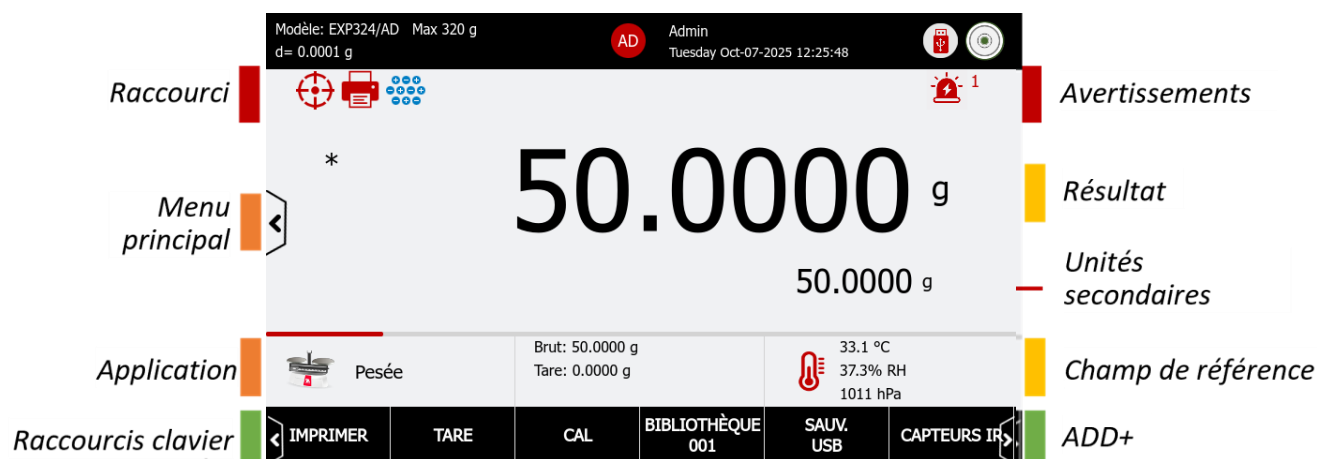 Modèle: EXP324/AD Max 320 g
d= 0.0001 g
AD
Admin
Tuesday Oct-07-2025 12:25:48
Raccourci
1
Avertissements
*
50.0000 g
Résultat
Menu
principal
50.0000 g
Unités
secondaires
Application
Pesée
Brut: 50.0000 g
Tare: 0.0000 g
33.1 °C
37.3% RH
1011 hPa
Champ de référence
Raccourcis clavier
IMPRIMER
TARE
CAL
BIBLIOTHÈQUE
001
SAUV.
USB
CAPTEURS IR
ADD+